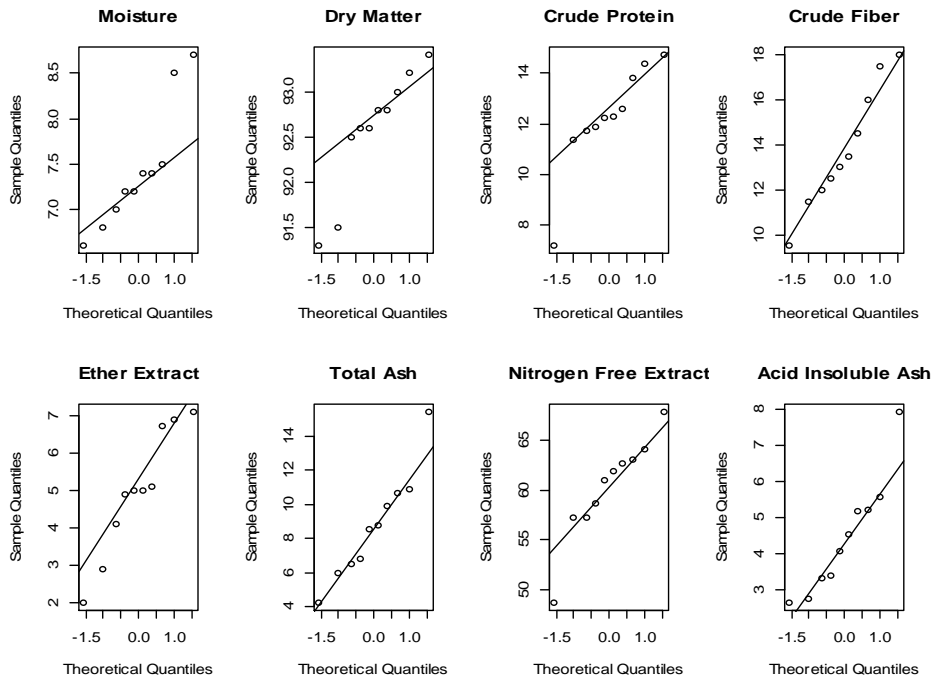 Moisture
Dry Matter
Crude Protein
Crude Fiber
Sample Quantiles
7.0
7.5
8.0
8.5
-1.5
0.0
1.0
Theoretical Quantiles
Sample Quantiles
91.5
92.0
92.5
93.0
-1.5
0.0
1.0
Theoretical Quantiles
Sample Quantiles
8
10
12
14
-1.5
0.0
1.0
Theoretical Quantiles
Sample Quantiles
10
12
14
16
18
-1.5
0.0
1.0
Theoretical Quantiles
Ether Extract
Total Ash
Nitrogen Free Extract
Acid Insoluble Ash
Sample Quantiles
2
3
4
5
6
7
-1.5
0.0
1.0
Theoretical Quantiles
Sample Quantiles
4
6
8
10
12
14
-1.5
0.0
1.0
Theoretical Quantiles
Sample Quantiles
50
55
60
65
-1.5
0.0
1.0
Theoretical Quantiles
Sample Quantiles
3
4
5
6
7
8
-1.5
0.0
1.0
Theoretical Quantiles